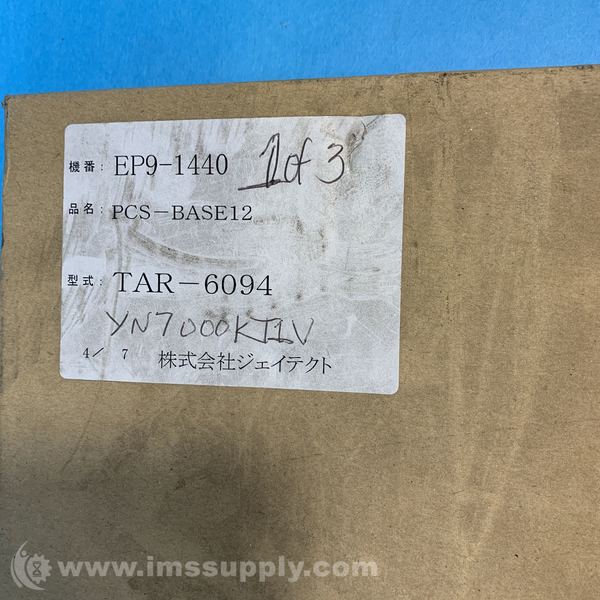 機番: EP9-1440 1 of 3
品名: PCS-BASE12
型式: TAR-6094
YN7000KJ1V
4/ 7 株式会社ジェイテクト
www.imssupply.com